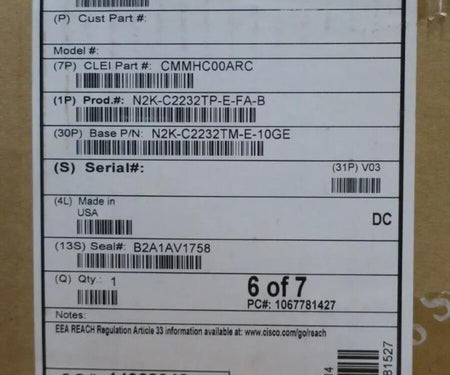 (P) Cust Part #:
Model #:
(7P) CLEI Part #: CMMHC00ARC
(1P) Prod.#: N2K-C2232TP-E-FA-B
(30P) Base P/N: N2K-C2232TM-E-10GE
(S) Serial#:
(31P) V03
(4L) Made in
USA
DC
(13S) Seal#: B2A1AV1758
(Q) Qty.: 1
6 of 7
PC#: 1067781427
Notes:
EEA REACH Regulation Article 33 information available at: www.cisco.com/go/reach
81527